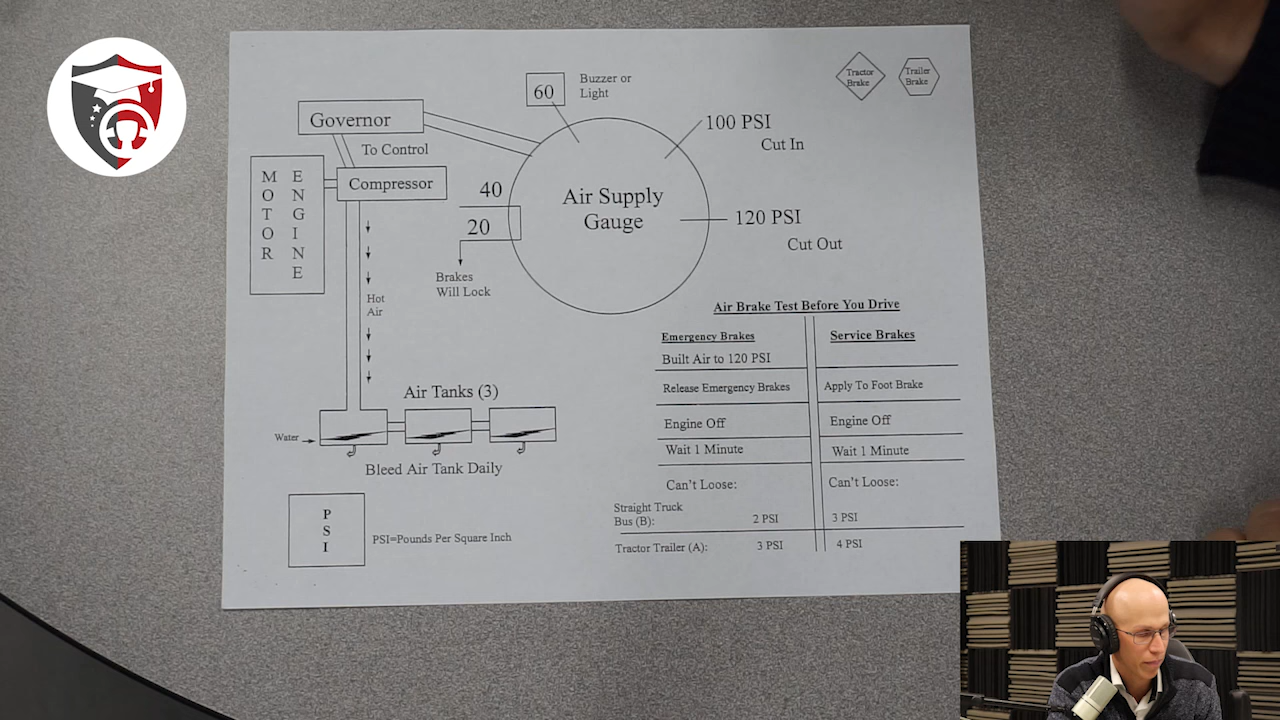 60
Buzzer or
Light
Tractor
Brake
Trailer
Brake
Governor
To Control
100 PSI
Cut In
MOTOR
ENGINE
Compressor
40
20
Air Supply
Gauge
120 PSI
Cut Out
Brakes
Will Lock
Hot
Air
Air Brake Test Before You Drive
Emergency Brakes
Service Brakes
Built Air to 120 PSI
Release Emergency Brakes
Apply To Foot Brake
Engine Off
Engine Off
Wait 1 Minute
Wait 1 Minute
Can't Loose:
Can't Loose:
Straight Truck
Bus (B):
2 PSI
3 PSI
Tractor Trailer (A):
3 PSI
4 PSI
Air Tanks (3)
Water
Bleed Air Tank Daily
PSI
PSI=Pounds Per Square Inch